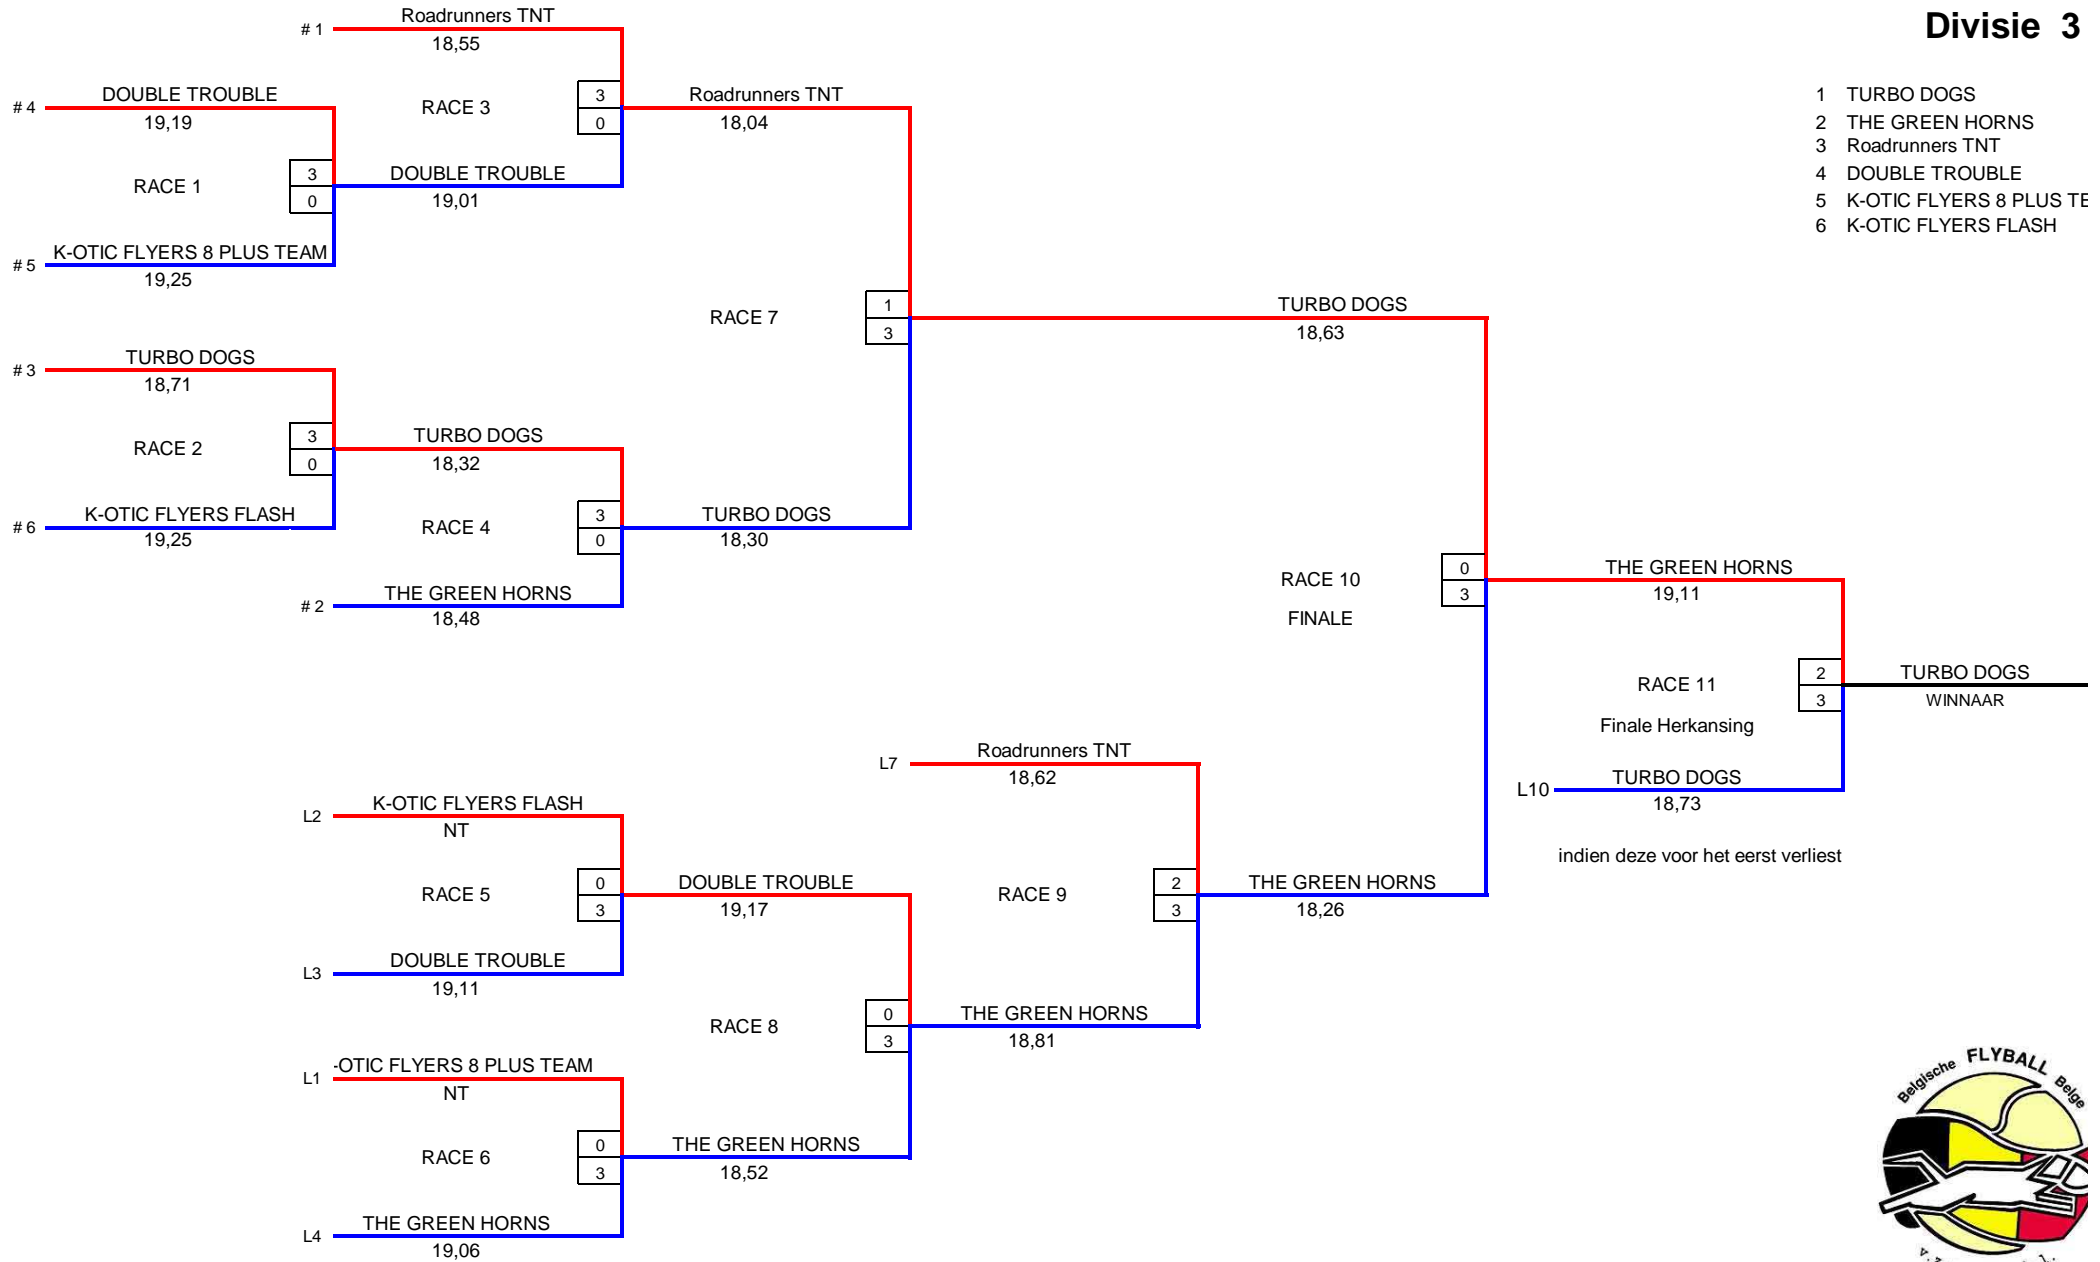 Divisie 3
1 TURBO DOGS
2 THE GREEN HORNS
3 Roadrunners TNT
4 DOUBLE TROUBLE
5 K-OTIC FLYERS 8 PLUS TE
6 K-OTIC FLYERS FLASH
# 1 Roadrunners TNT
18,55
# 4 DOUBLE TROUBLE
19,19
RACE 3
3
0
Roadrunners TNT
18,04
RACE 1
3
0
DOUBLE TROUBLE
19,01
# 5 K-OTIC FLYERS 8 PLUS TEAM
19,25
RACE 7
1
3
TURBO DOGS
18,63
# 3 TURBO DOGS
18,71
RACE 2
3
0
TURBO DOGS
18,32
# 6 K-OTIC FLYERS FLASH
19,25
RACE 4
3
0
TURBO DOGS
18,30
# 2 THE GREEN HORNS
18,48
RACE 10
FINALE
0
3
THE GREEN HORNS
19,11
RACE 11
Finale Herkansing
2
3
TURBO DOGS
WINNAAR
L10 TURBO DOGS
18,73
indien deze voor het eerst verliest
L7 Roadrunners TNT
18,62
L2 K-OTIC FLYERS FLASH
NT
RACE 5
0
3
DOUBLE TROUBLE
19,17
RACE 9
2
3
THE GREEN HORNS
18,26
L3 DOUBLE TROUBLE
19,11
RACE 8
0
3
THE GREEN HORNS
18,81
L1 -OTIC FLYERS 8 PLUS TEAM
NT
RACE 6
0
3
THE GREEN HORNS
18,52
L4 THE GREEN HORNS
19,06
Belgische FLYBALL Belge